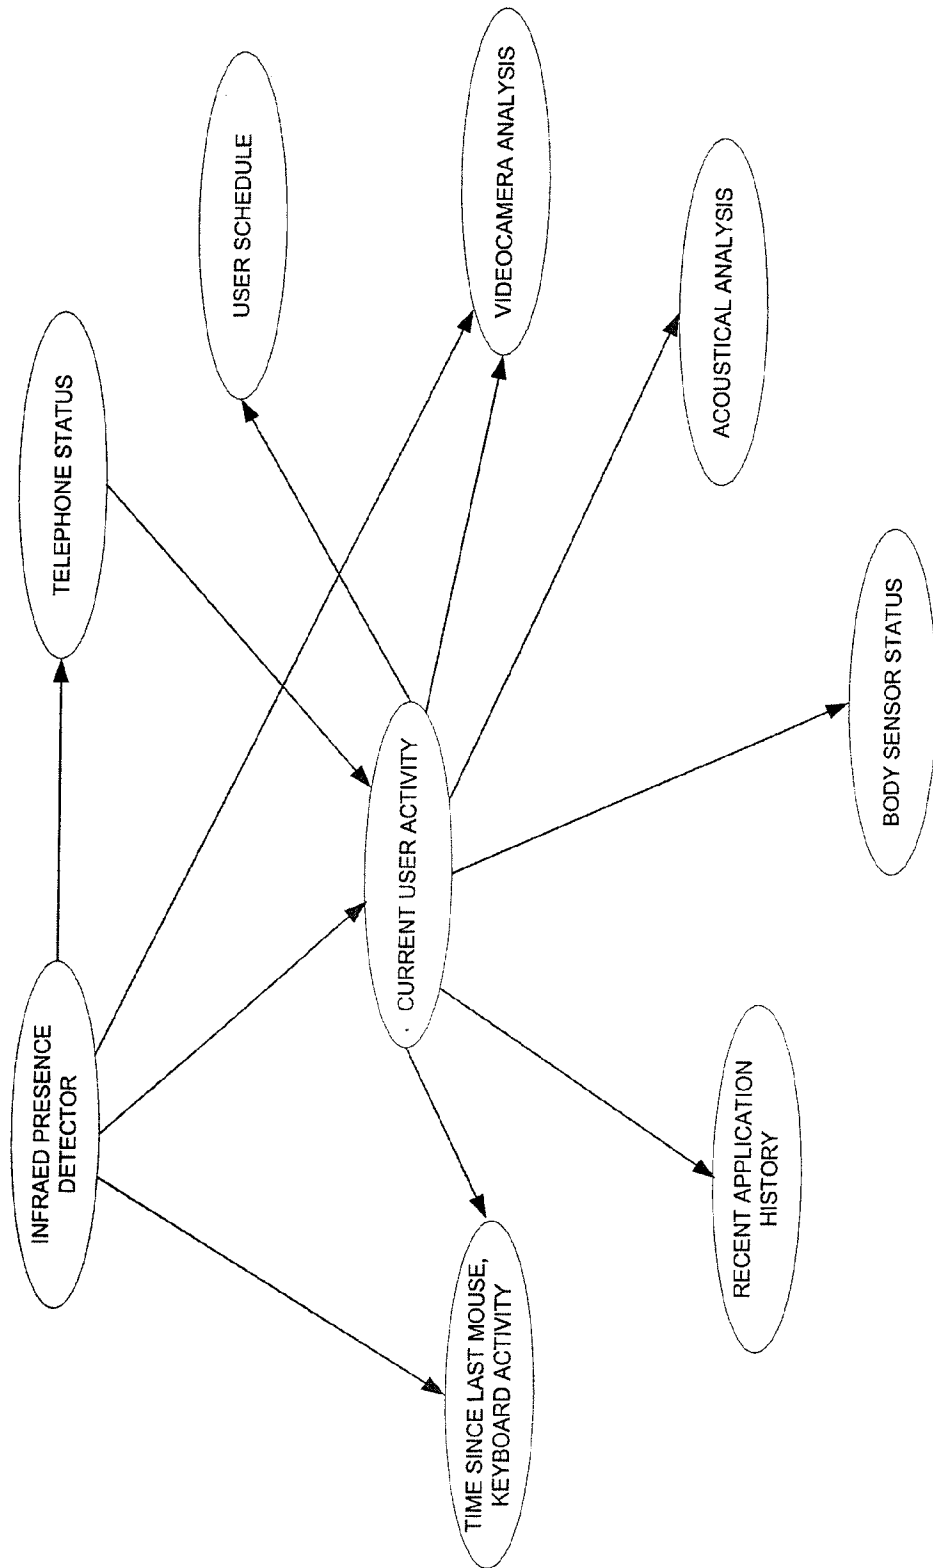 INFRAED PRESENCE
DETECTOR
TELEPHONE STATUS
USER SCHEDULE
CURRENT USER ACTIVITY
VIDEOCAMERA ANALYSIS
TIME SINCE LAST MOUSE,
KEYBOARD ACTIVITY
RECENT APPLICATION
HISTORY
ACOUSTICAL ANALYSIS
BODY SENSOR STATUS